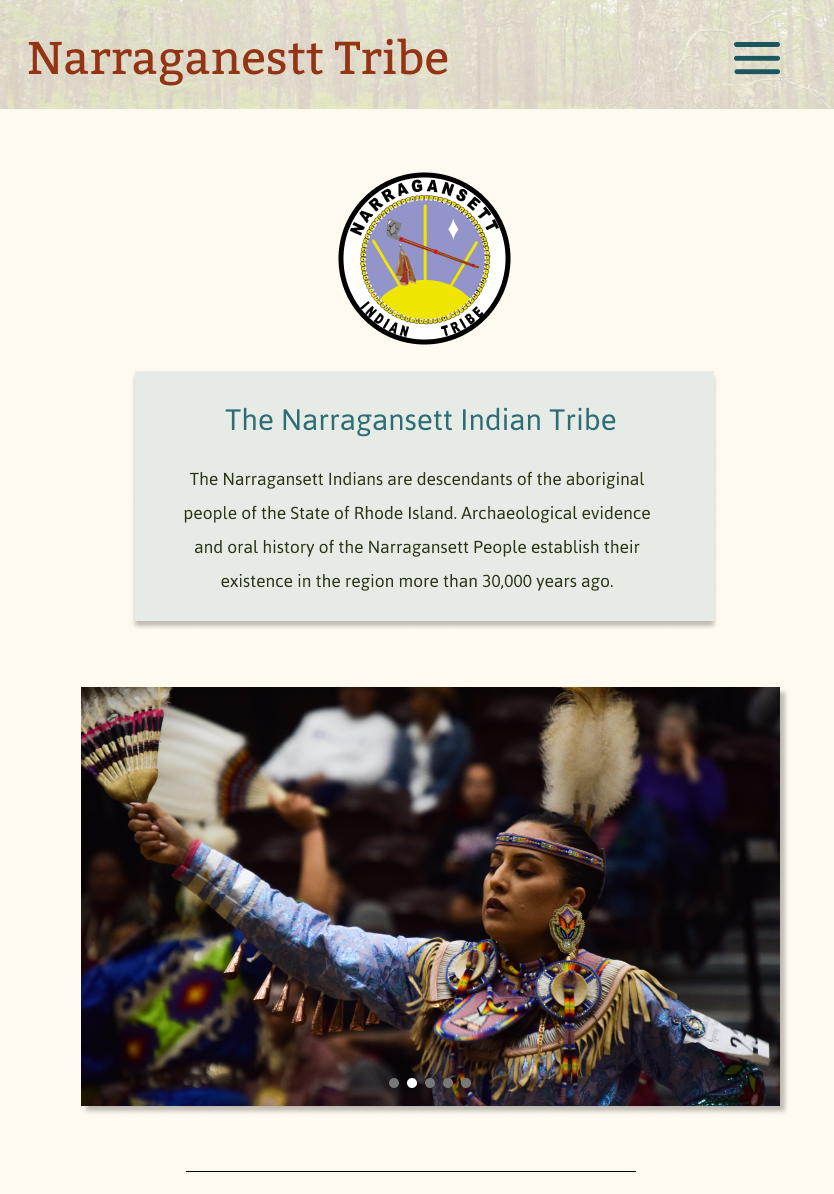 Narraganestt Tribe
NARRAGANSETT
INDIAN TRIBE
The Narragansett Indian Tribe
The Narragansett Indians are descendants of the aboriginal
people of the State of Rhode Island. Archaeological evidence
and oral history of the Narragansett People establish their
existence in the region more than 30,000 years ago.